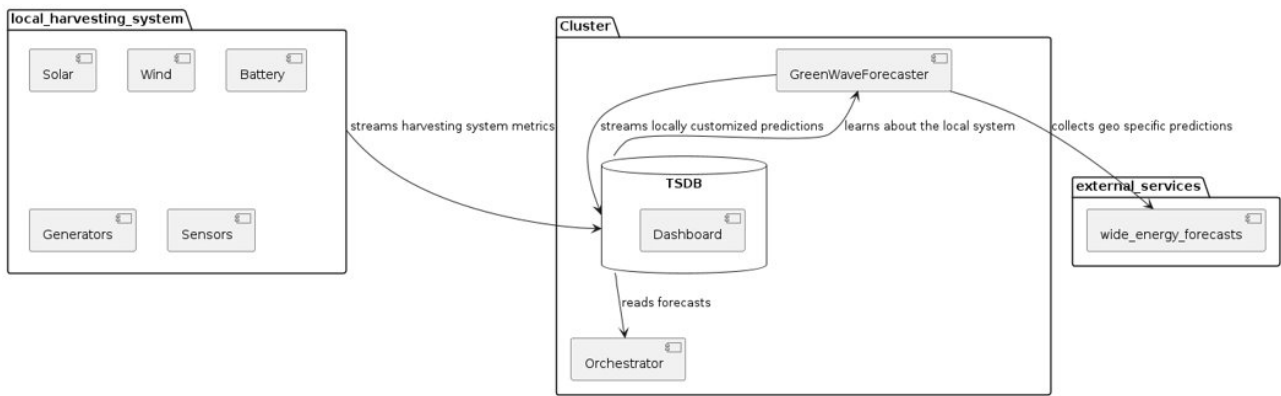 local_harvesting_system
Solar
Wind
Battery
Generators
Sensors
streams harvesting system metrics
Cluster
GreenWaveForecaster
streams locally customized predictions
learns about the local system
collects geo specific predictions
TSDB
Dashboard
reads forecasts
Orchestrator
external_services
wide_energy_forecasts